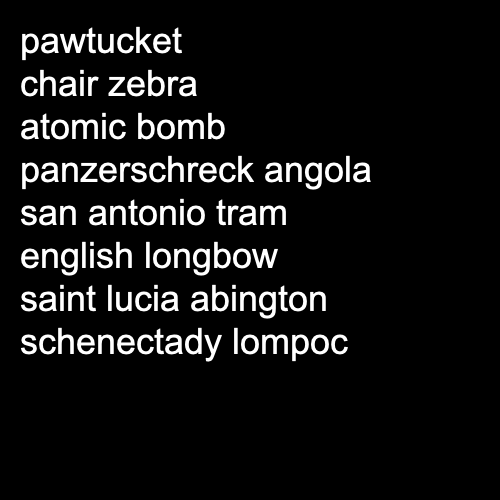 pawtucket
chair zebra
atomic bomb
panzerschreck angola
san antonio tram
english longbow
saint lucia abington
schenectady lompoc